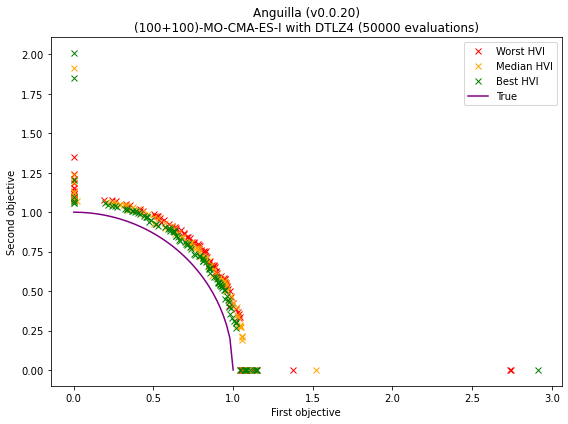 Anguilla (v0.0.20)
(100+100)-MO-CMA-ES-I with DTLZ4 (50000 evaluations)
Worst HVI
Median HVI
Best HVI
True
Second objective
2.00
1.75
1.50
1.25
1.00
0.75
0.50
0.25
0.00
0.0 0.5 1.0 1.5 2.0 2.5 3.0
First objective